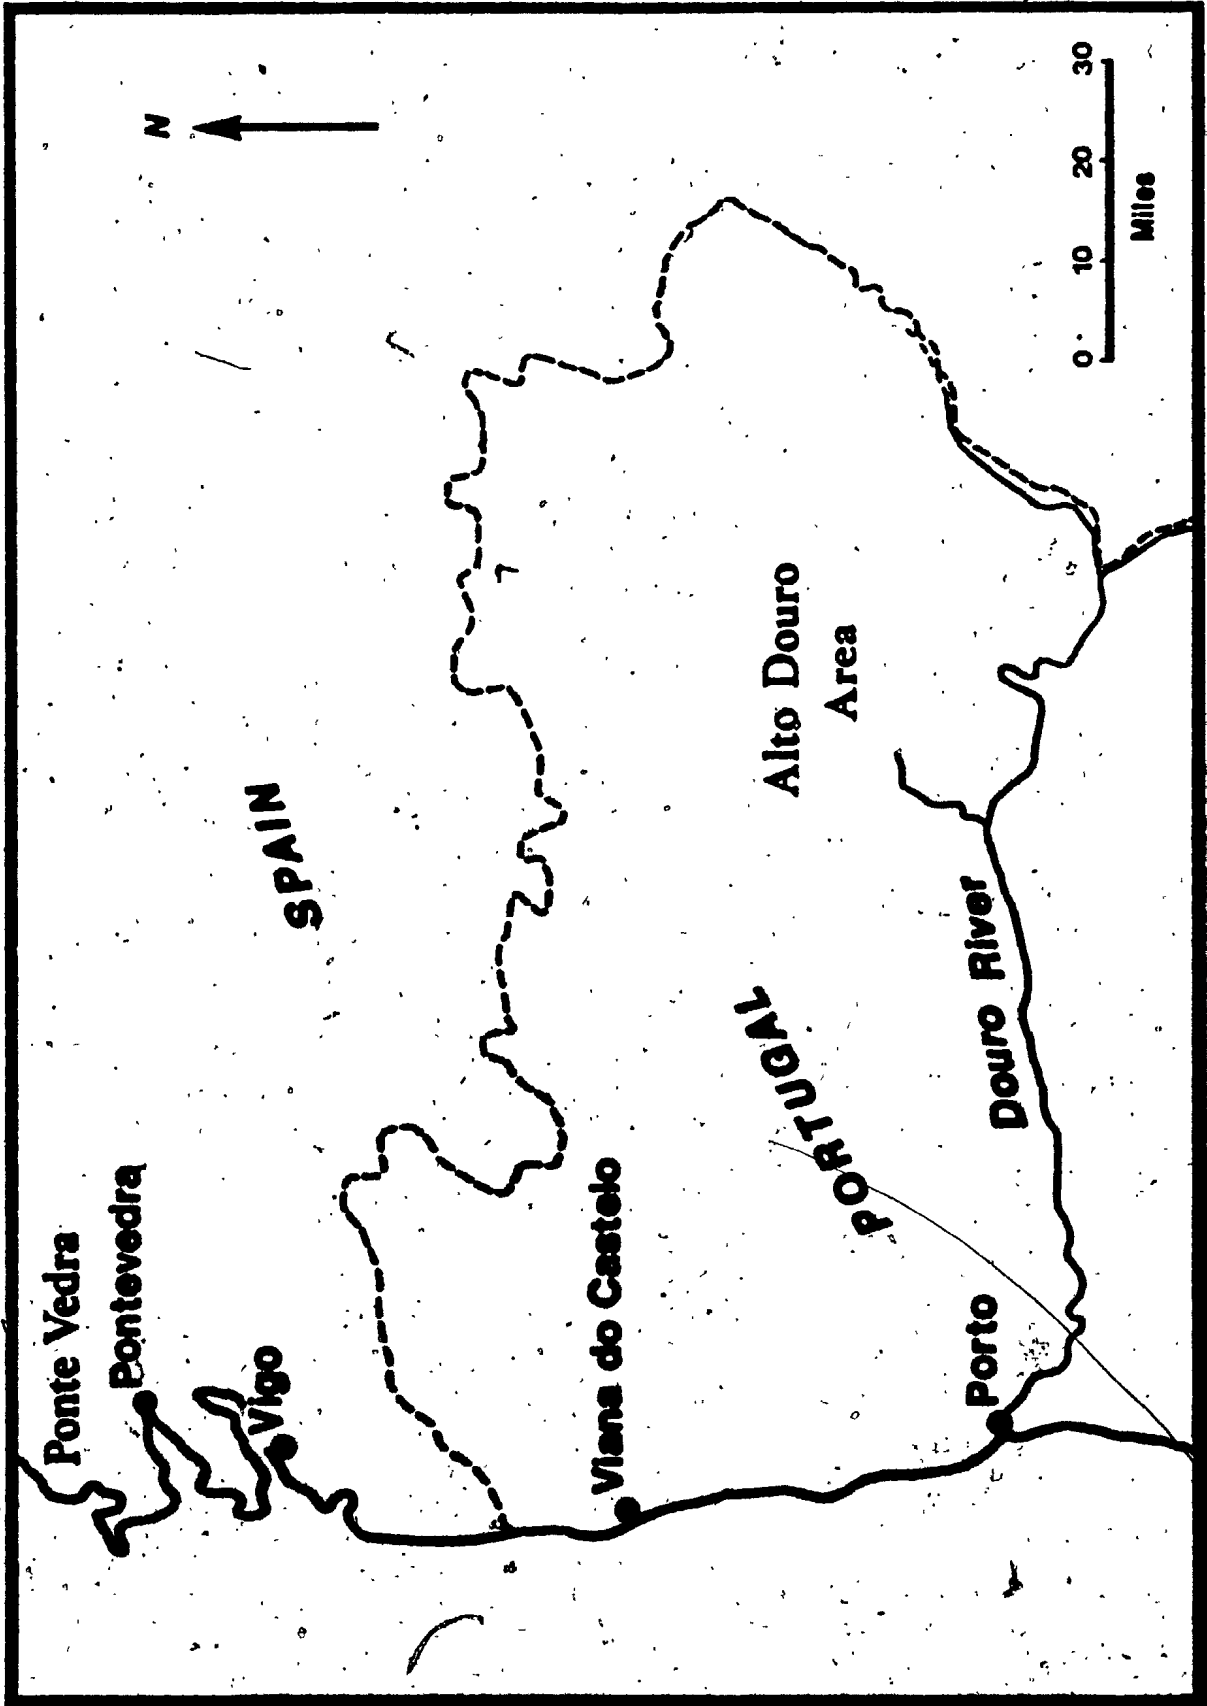 Ponte Vedra
Pontevedra
Vigo
SPAIN
N
Viana do Castelo
PORTUGAL
Alto Douro
Area
Porto
Douro River
0 10 20 30
Miles